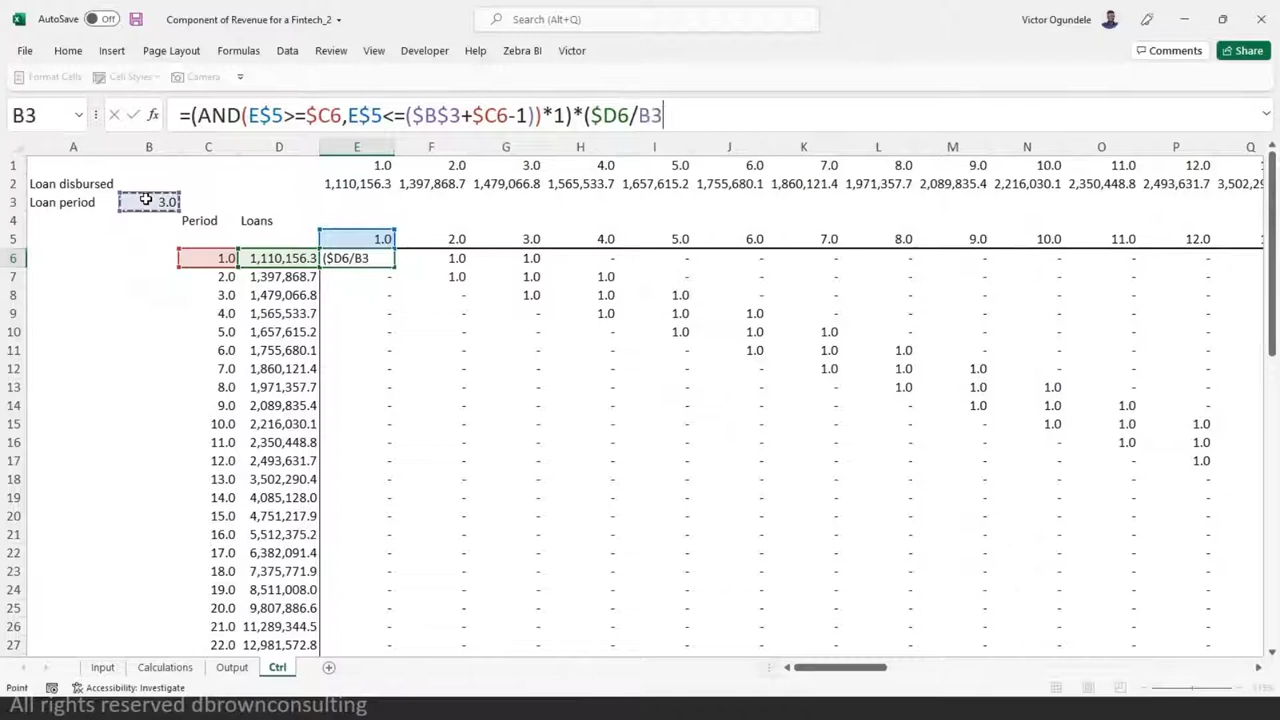 AutoSave Off Component of Revenue for a Fintech_2 Search (Alt+Q) Victor Ogundele
File Home Insert Page Layout Formulas Data Review View Developer Help Zebra BI Victor Comments Share
Format Cells Cell Styles Camera
B3 fx =(AND(E$5>=$C6,E$5<=($B$3+$C6-1))*1)*($D6/B3
A B C D E F G H I J K L M N O P Q
1 1.0 2.0 3.0 4.0 5.0 6.0 7.0 8.0 9.0 10.0 11.0 12.0
2 Loan disbursed 1,110,156.3 1,397,868.7 1,479,066.8 1,565,533.7 1,657,615.2 1,755,680.1 1,860,121.4 1,971,357.7 2,089,835.4 2,216,030.1 2,350,448.8 2,493,631.7 3,502,29
3 Loan period 3.0
4 Period Loans
5 1.0 2.0 3.0 4.0 5.0 6.0 7.0 8.0 9.0 10.0 11.0 12.0
6 1.0 1,110,156.3 ($D6/B3 1.0 1.0 - - - - - - - - -
7 2.0 1,397,868.7 - 1.0 1.0 1.0 - - - - - - - -
8 3.0 1,479,066.8 - - 1.0 1.0 1.0 - - - - - - -
9 4.0 1,565,533.7 - - - 1.0 1.0 1.0 - - - - - -
10 5.0 1,657,615.2 - - - - 1.0 1.0 1.0 - - - - -
11 6.0 1,755,680.1 - - - - - 1.0 1.0 1.0 - - - -
12 7.0 1,860,121.4 - - - - - - 1.0 1.0 1.0 - - -
13 8.0 1,971,357.7 - - - - - - - 1.0 1.0 1.0 - -
14 9.0 2,089,835.4 - - - - - - - - 1.0 1.0 1.0 -
15 10.0 2,216,030.1 - - - - - - - - - 1.0 1.0 1.0
16 11.0 2,350,448.8 - - - - - - - - - - 1.0 1.0
17 12.0 2,493,631.7 - - - - - - - - - - - 1.0
18 13.0 3,502,290.4 - - - - - - - - - - - -
19 14.0 4,085,128.0 - - - - - - - - - - - -
20 15.0 4,751,217.9 - - - - - - - - - - - -
21 16.0 5,512,375.2 - - - - - - - - - - - -
22 17.0 6,382,091.4 - - - - - - - - - - - -
23 18.0 7,375,771.9 - - - - - - - - - - - -
24 19.0 8,511,008.0 - - - - - - - - - - - -
25 20.0 9,807,886.6 - - - - - - - - - - - -
26 21.0 11,289,344.5 - - - - - - - - - - - -
27 22.0 12,981,572.8 - - - - - - - - - - - -
Input Calculations Output Ctrl
Point Accessibility: Investigate
All rights reserved dbrownconsulting